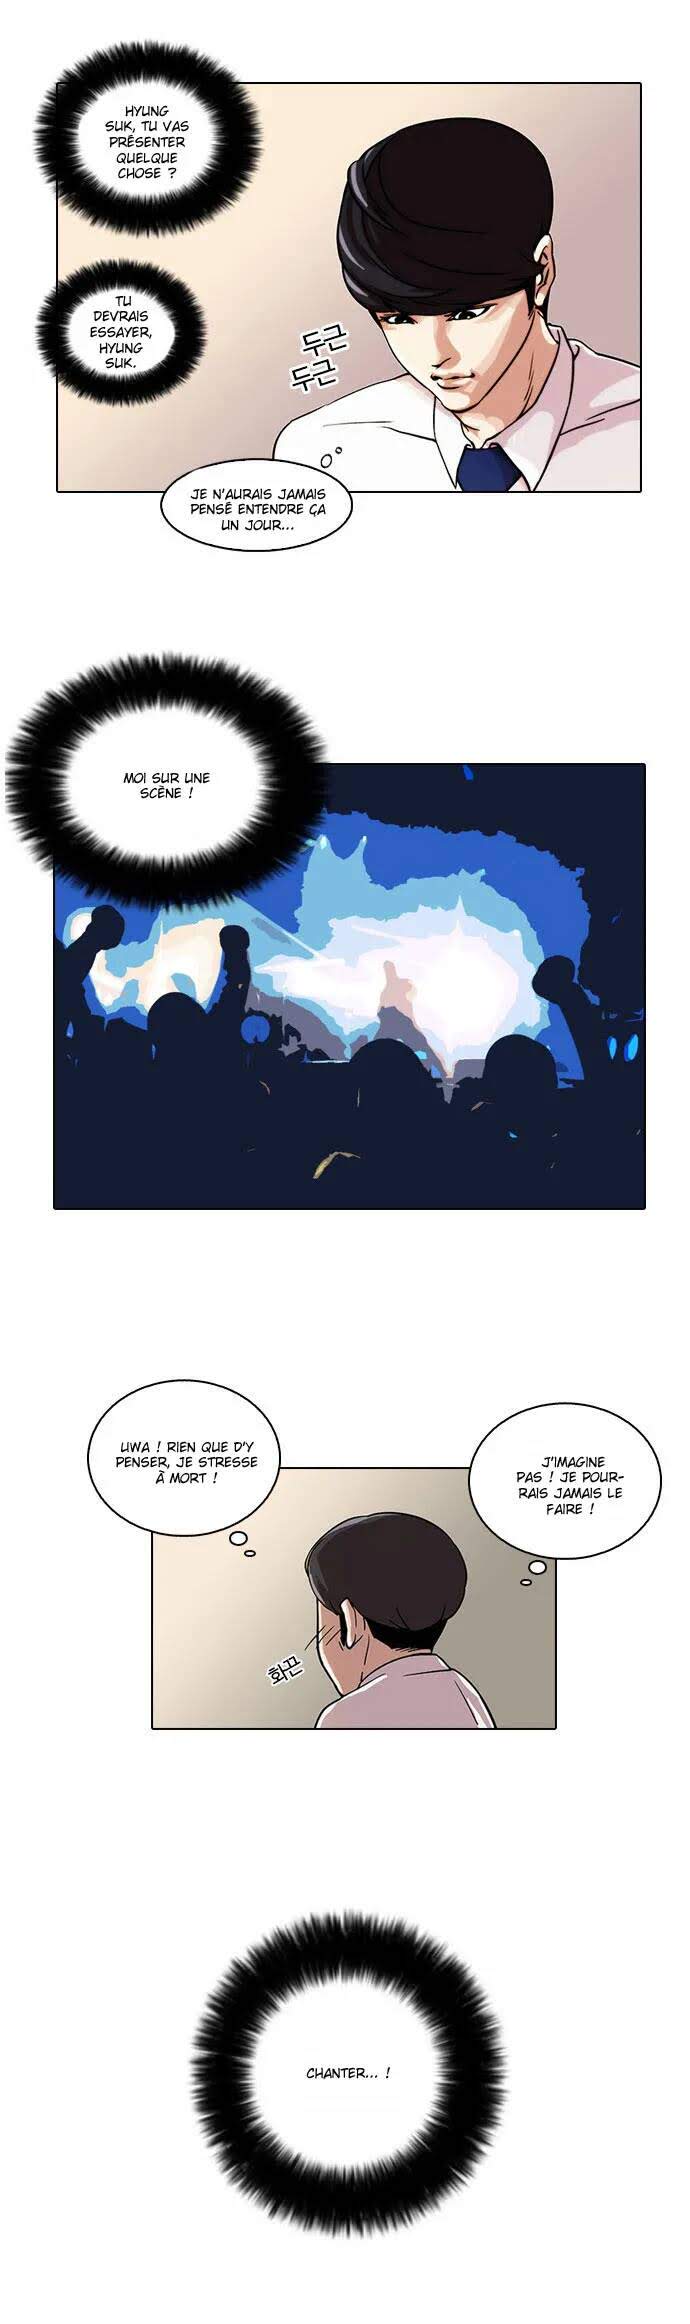 HYUNG
SUK, TU VAS
PRÉSENTER
QUELQUE
CHOSE ?
TU
DEVRAIS
ESSAYER,
HYUNG
SUK.
두근
두근
JE N'AURAIS JAMAIS
PENSÉ ENTENDRE ÇA
UN JOUR...
MOI SUR UNE
SCÈNE !
UWA ! RIEN QUE D'Y
PENSER, JE STRESSE
À MORT !
J'IMAGINE
PAS ! JE POUR-
RAIS JAMAIS LE
FAIRE !
화끈
CHANTER... !